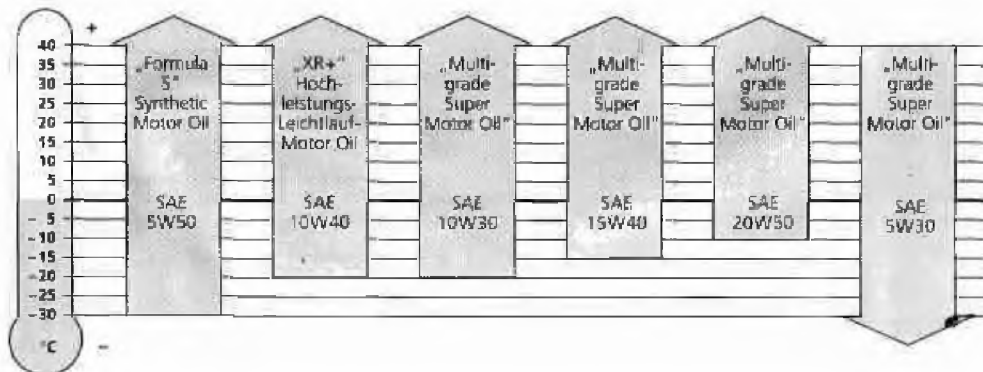 +
40
35
30
25
20
15
10
5
0
- 5
-10
-15
-20
-25
-30
°C
-
„Formula
S"
Synthetic
Motor Oil
SAE
5W50
„XR+"
Hoch-
leistungs-
Leichtlauf-
Motor Oil
SAE
10W40
„Multi-
grade
Super
Motor Oil"
SAE
10W30
„Multi-
grade
Super
Motor Oil"
SAE
15W40
„Multi-
grade
Super
Motor Oil"
SAE
20W50
„Multi-
grade
Super
Motor Oil"
SAE
5W30